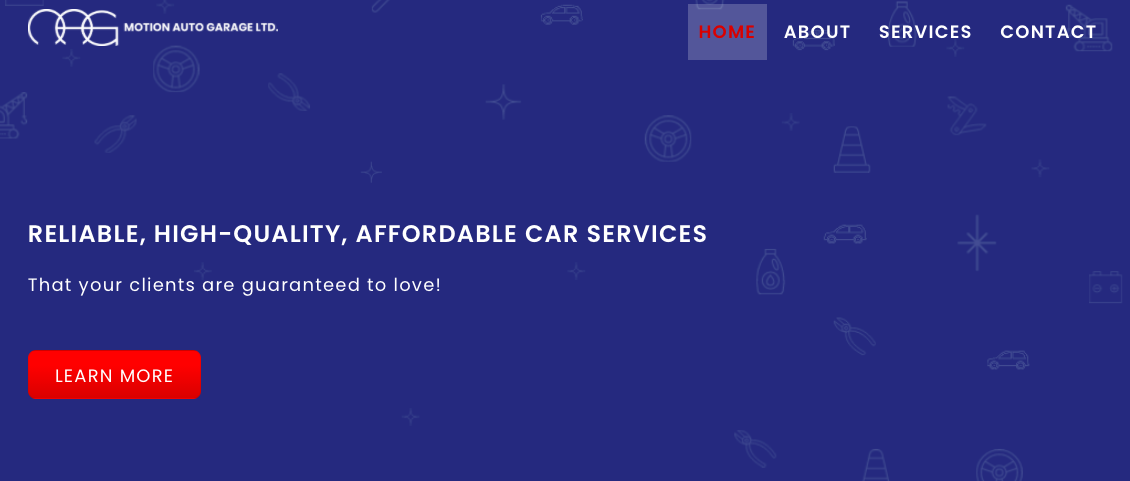 MAG MOTION AUTO GARAGE LTD.
HOME ABOUT SERVICES CONTACT
RELIABLE, HIGH-QUALITY, AFFORDABLE CAR SERVICES
That your clients are guaranteed to love!
LEARN MORE